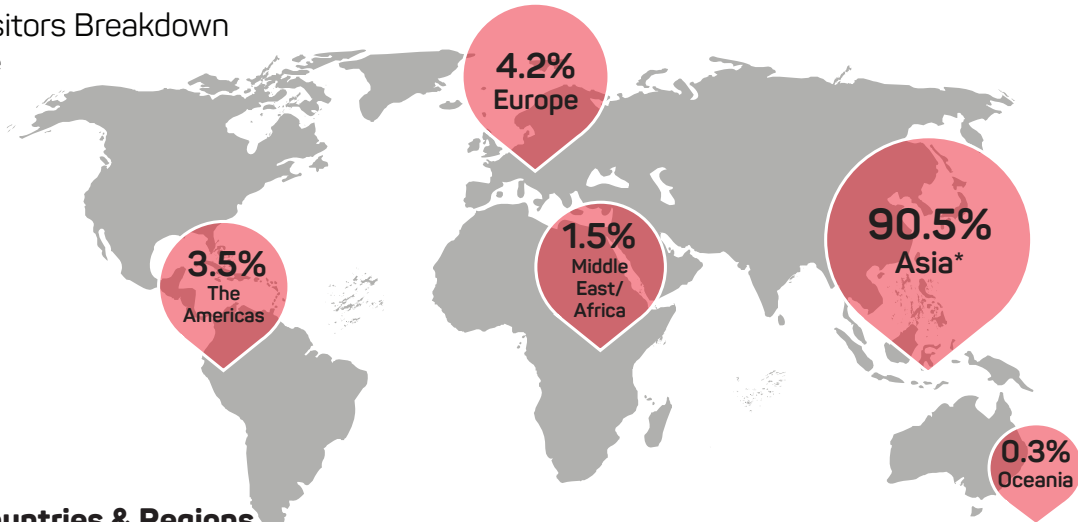 sitors Breakdown
4.2%
Europe
90.5%
Asia*
3.5%
The
Americas
1.5%
Middle
East/
Africa
0.3%
Oceania
untries & Regions